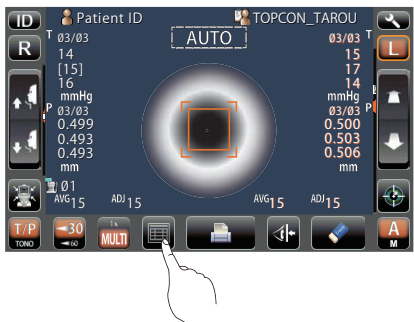 ID Patient ID TOPCON_TAROU
R T 03/03 AUTO 03/03 T L
14 15
[15] 17
16 14
mmHg mmHg
P 03/03 03/03 P
0.499 0.500
0.493 0.503
0.493 0.506
mm mm
01
AVG15 ADJ15 AVG15 ADJ15
T/P TONO 30 60 1x MULTI A M